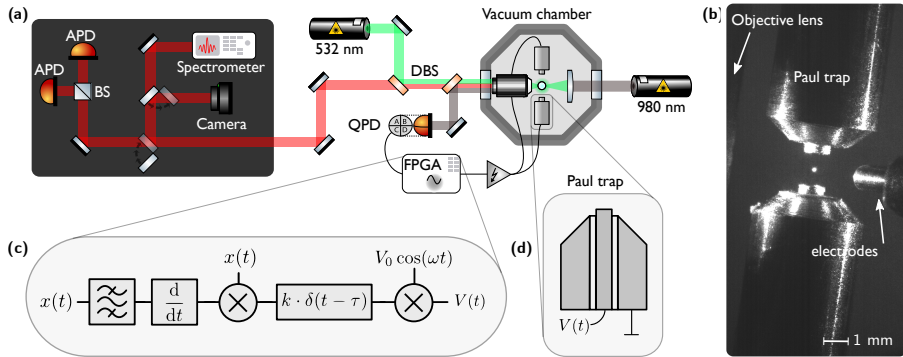 (a)
APD
APD
BS
Spectrometer
Camera
532 nm
DBS
QPD
A B
C D
FPGA
Vacuum chamber
980 nm
(b)
Objective lens
Paul trap
electrodes
1 mm
(c)
x(t)
d
dt
x(t)
k · δ(t − τ)
V₀ cos(ωt)
V(t)
(d)
Paul trap
V(t)